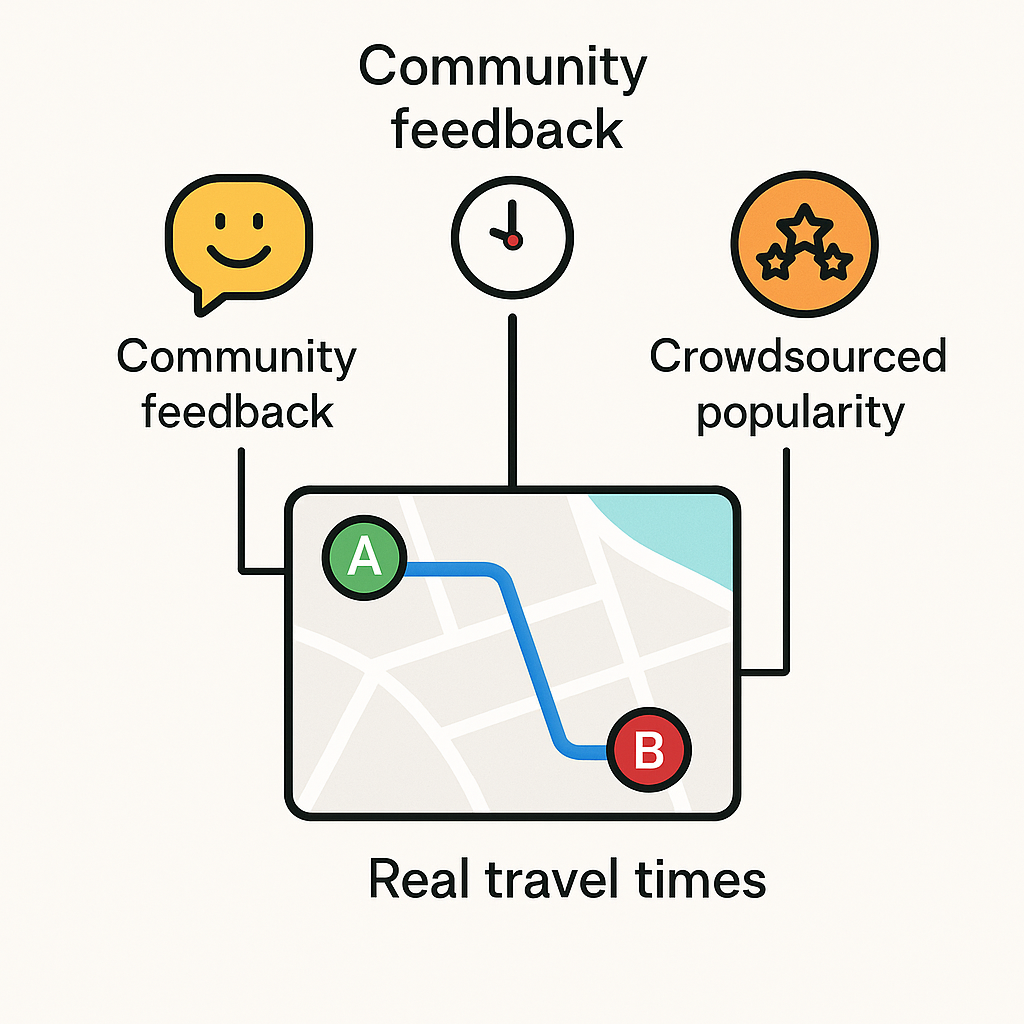 Community
feedback
Community
feedback
Crowdsourced
popularity
A
B
Real travel times